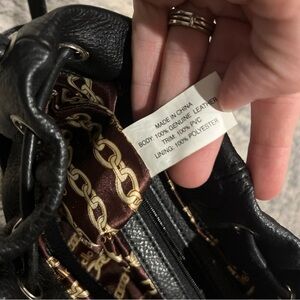 MADE IN CHINA
BODY: 100% GENUINE LEATHER
TRIM: 100% PVC
LINING: 100% POLYESTER